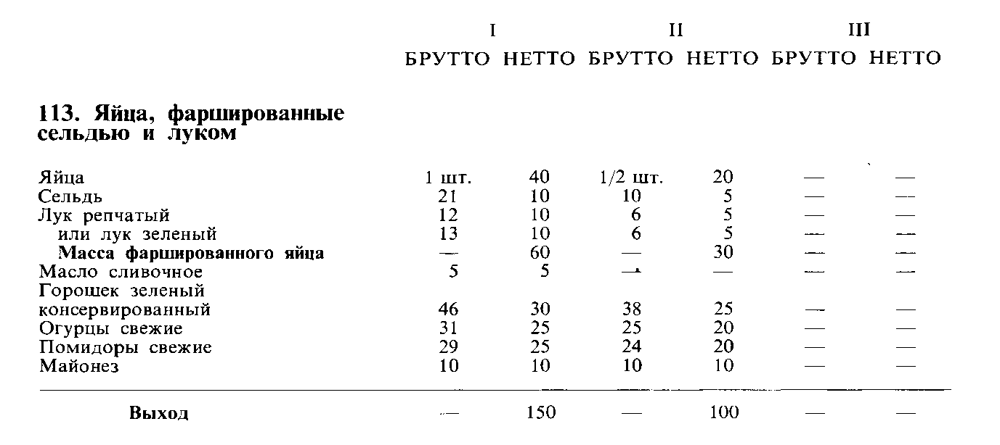 I II III
БРУТТО НЕТТО БРУТТО НЕТТО БРУТТО НЕТТО
113. Яйца, фаршированные
сельдью и луком
Яйца 1 шт. 40 1/2 шт. 20 — —
Сельдь 21 10 10 5 — —
Лук репчатый 12 10 6 5 — —
или лук зеленый 13 10 6 5 — —
Масса фаршированного яйца — 60 — 30 — —
Масло сливочное 5 5 — — — —
Горошек зеленый
консервированный 46 30 38 25 — —
Огурцы свежие 31 25 25 20 — —
Помидоры свежие 29 25 24 20 — —
Майонез 10 10 10 10 — —
Выход — 150 — 100 — —